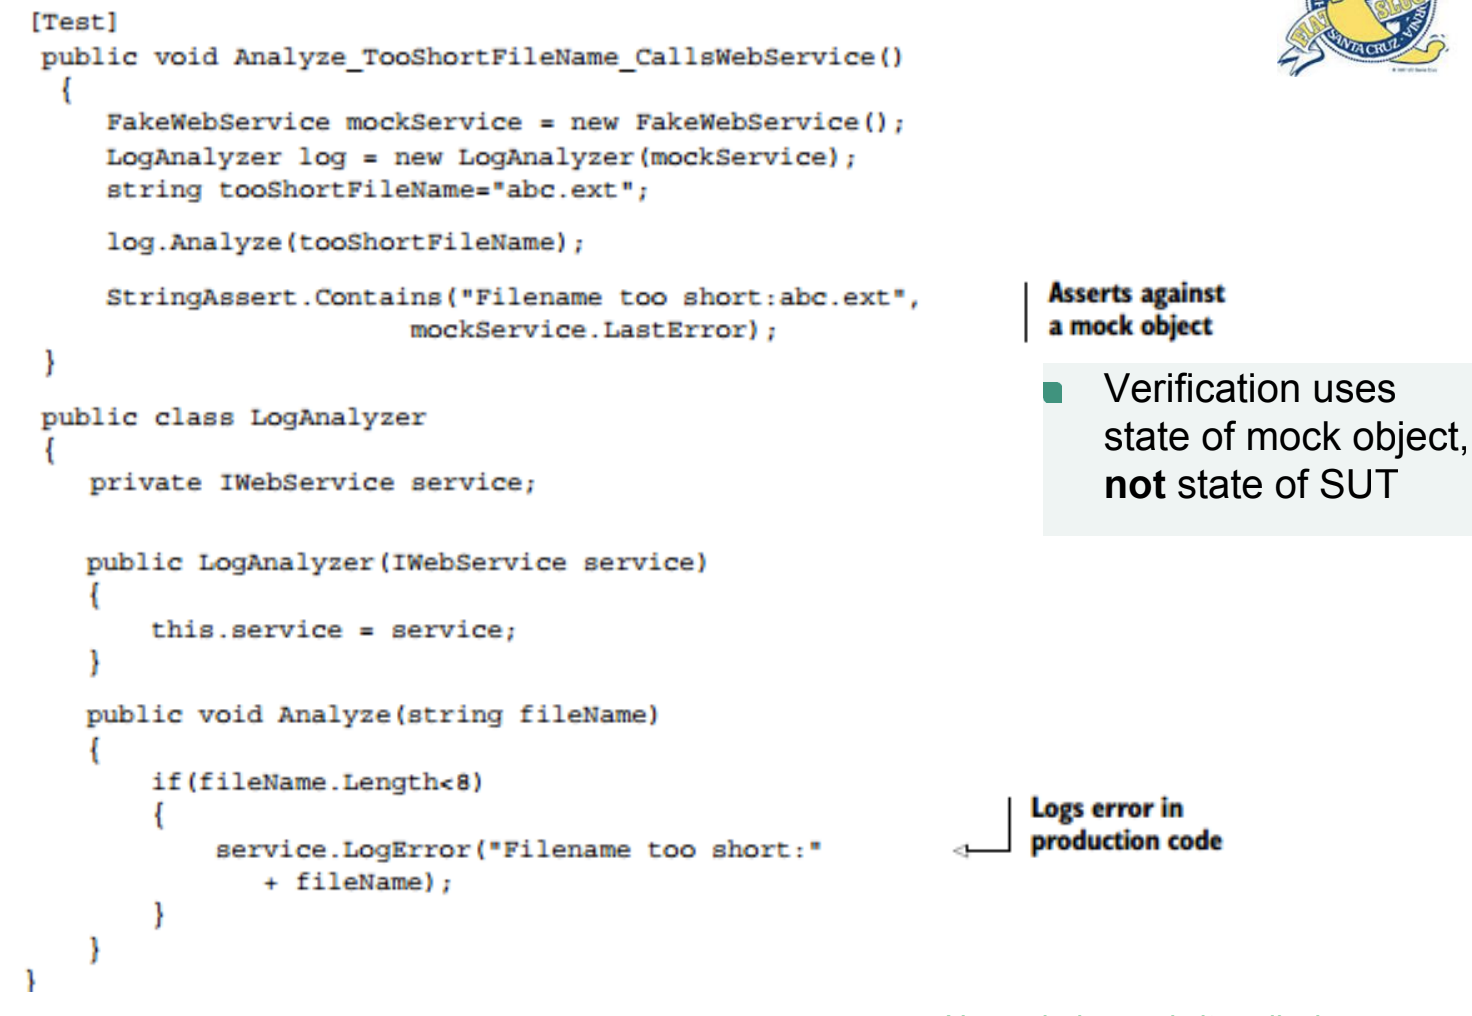 [Test]
public void Analyze_TooShortFileName_CallsWebService()
{
FakeWebService mockService = new FakeWebService();
LogAnalyzer log = new LogAnalyzer(mockService);
string tooShortFileName="abc.ext";
log.Analyze(tooShortFileName);
StringAssert.Contains("Filename too short:abc.ext",
mockService.LastError);
}
Asserts against
a mock object
Verification uses
state of mock object,
not state of SUT
public class LogAnalyzer
{
private IWebService service;
public LogAnalyzer(IWebService service)
{
this.service = service;
}
public void Analyze(string fileName)
{
if(fileName.Length<8)
{
service.LogError("Filename too short:"
+ fileName);
}
}
}
Logs error in
production code
SLUG
SANTA CRUZ